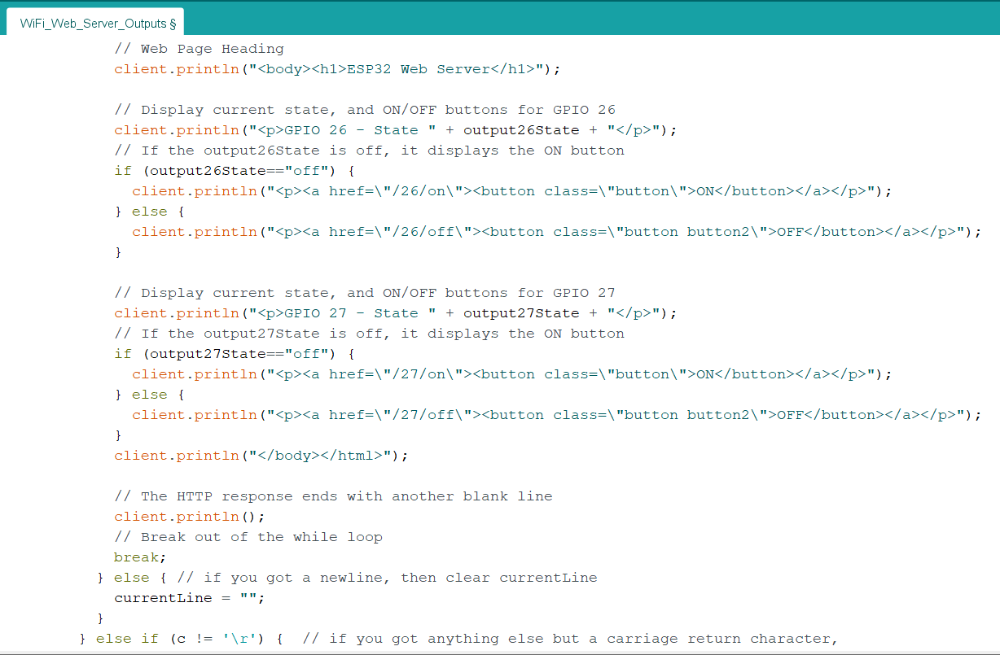 WiFi_Web_Server_Outputs §
// Web Page Heading
client.println("<body><h1>ESP32 Web Server</h1>");
// Display current state, and ON/OFF buttons for GPIO 26
client.println("<p>GPIO 26 - State " + output26State + "</p>");
// If the output26State is off, it displays the ON button
if (output26State=="off") {
client.println("<p><a href=\"/26/on\"><button class=\"button\">ON</button></a></p>");
} else {
client.println("<p><a href=\"/26/off\"><button class=\"button button2\">OFF</button></a></p>");
}
// Display current state, and ON/OFF buttons for GPIO 27
client.println("<p>GPIO 27 - State " + output27State + "</p>");
// If the output27State is off, it displays the ON button
if (output27State=="off") {
client.println("<p><a href=\"/27/on\"><button class=\"button\">ON</button></a></p>");
} else {
client.println("<p><a href=\"/27/off\"><button class=\"button button2\">OFF</button></a></p>");
}
client.println("</body></html>");
// The HTTP response ends with another blank line
client.println();
// Break out of the while loop
break;
} else { // if you got a newline, then clear currentLine
currentLine = "";
}
} else if (c != '\r') {  // if you got anything else but a carriage return character,